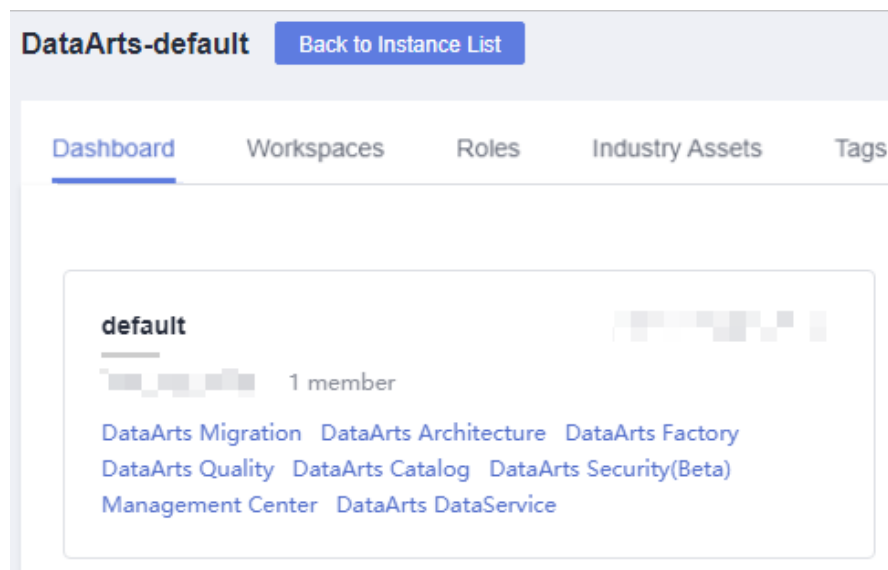 DataArts-default Back to Instance List
Dashboard Workspaces Roles Industry Assets Tags
default
1 member
DataArts Migration DataArts Architecture DataArts Factory
DataArts Quality DataArts Catalog DataArts Security(Beta)
Management Center DataArts DataService